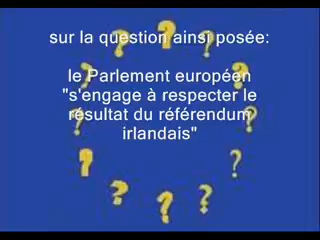 sur la question ainsi posée:
le Parlement européen
"s'engage à respecter le
résultat du référendum
irlandais"